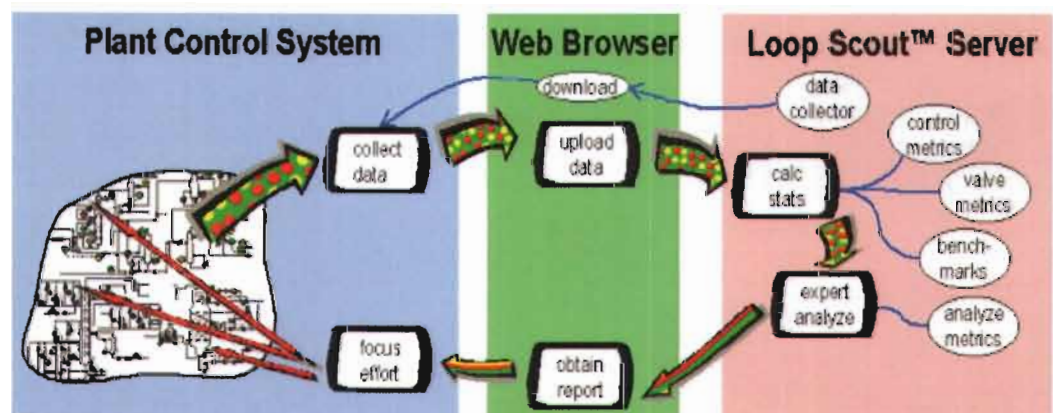 Plant Control System
Web Browser
Loop Scout™ Server
download
data
collector
collect
data
upload
data
calc
stats
control
metrics
valve
metrics
bench-
marks
expert
analyze
analyze
metrics
focus
effort
obtain
report